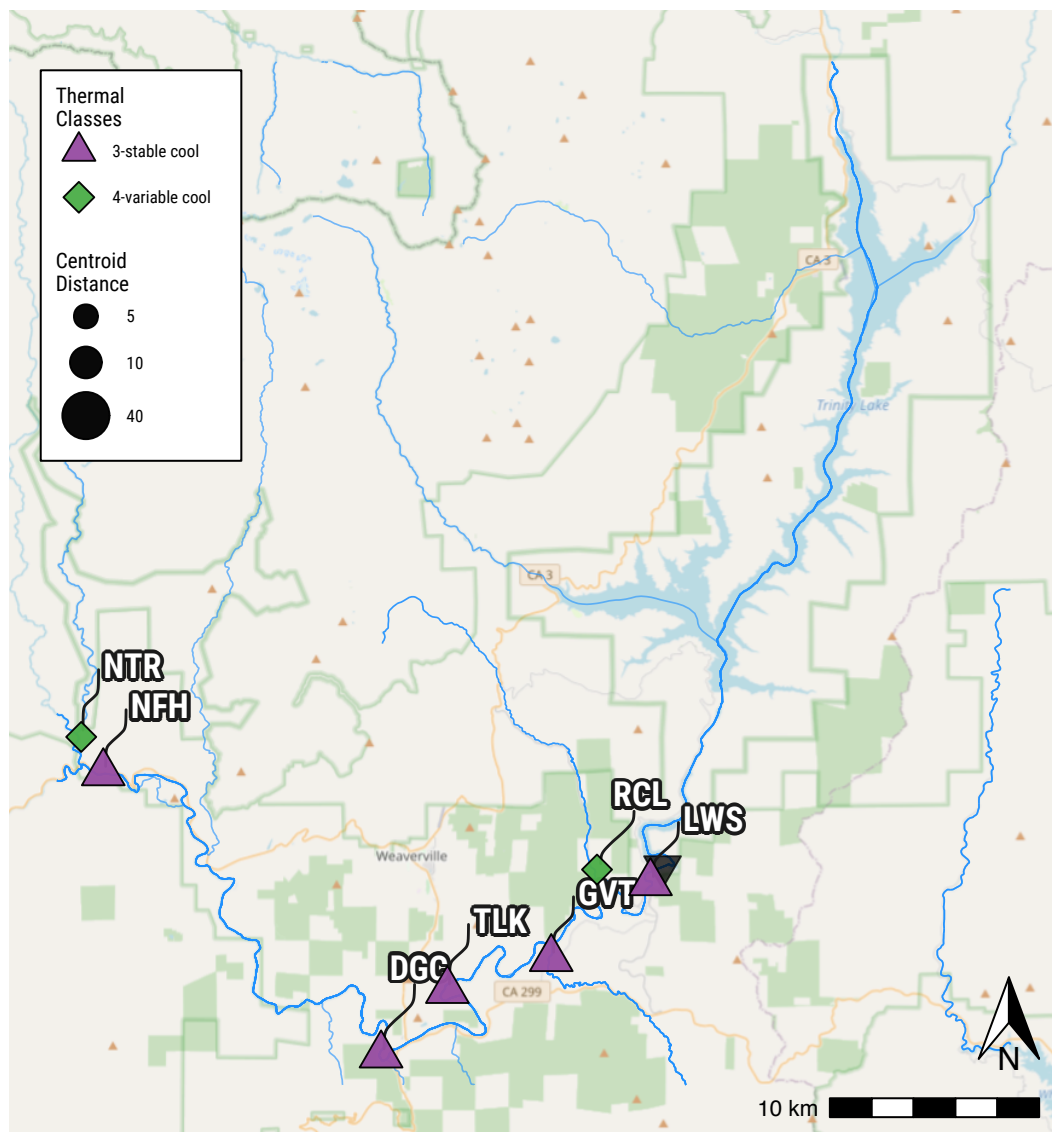 Thermal
Classes
3-stable cool
4-variable cool
Centroid
Distance
5
10
40
CA 3
Trinity Lake
CA 3
NTR
NFH
RCL
LWS
Weaverville
GVT
TLK
DGC
CA 299
N
10 km